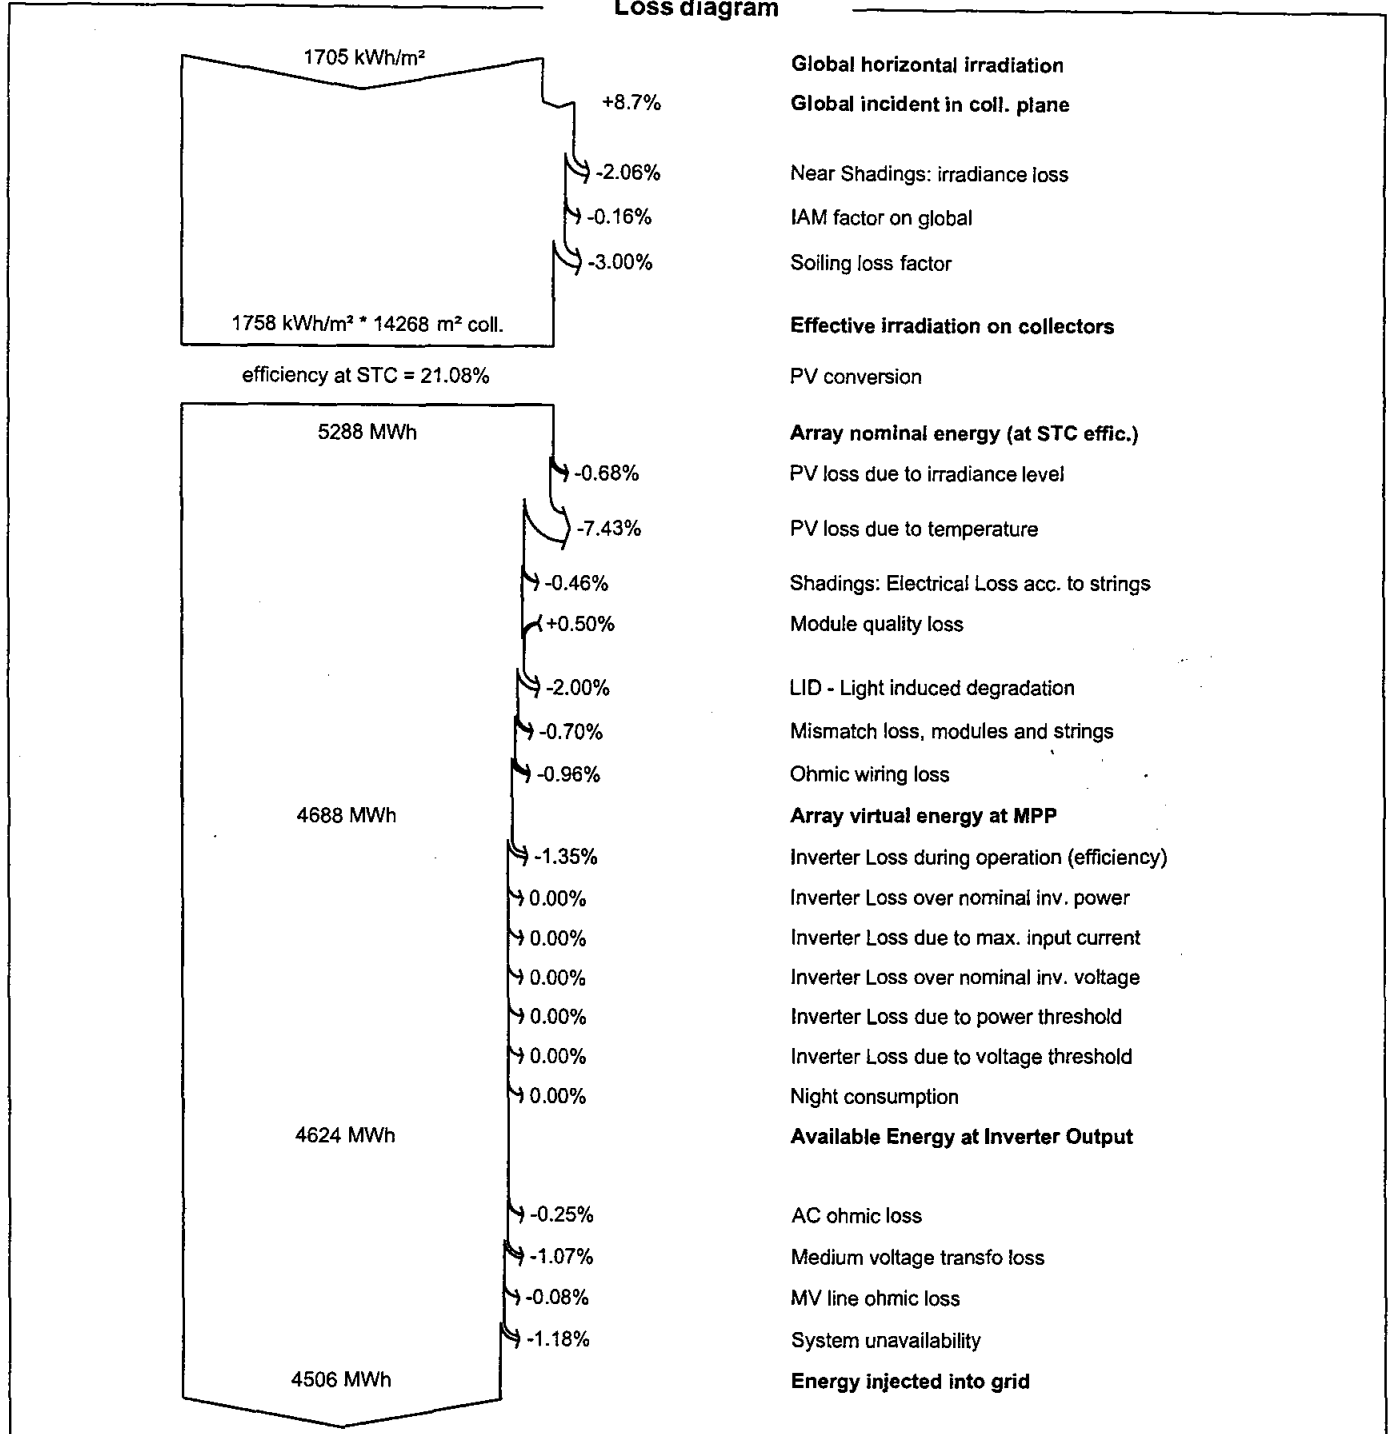 Loss diagram
1705 kWh/m² Global horizontal irradiation
+8.7% Global incident in coll. plane
-2.06% Near Shadings: irradiance loss
-0.16% IAM factor on global
-3.00% Soiling loss factor
1758 kWh/m² * 14268 m² coll. Effective irradiation on collectors
efficiency at STC = 21.08% PV conversion
5288 MWh Array nominal energy (at STC effic.)
-0.68% PV loss due to irradiance level
-7.43% PV loss due to temperature
-0.46% Shadings: Electrical Loss acc. to strings
+0.50% Module quality loss
-2.00% LID - Light induced degradation
-0.70% Mismatch loss, modules and strings
-0.96% Ohmic wiring loss
4688 MWh Array virtual energy at MPP
-1.35% Inverter Loss during operation (efficiency)
0.00% Inverter Loss over nominal inv. power
0.00% Inverter Loss due to max. input current
0.00% Inverter Loss over nominal inv. voltage
0.00% Inverter Loss due to power threshold
0.00% Inverter Loss due to voltage threshold
0.00% Night consumption
4624 MWh Available Energy at Inverter Output
-0.25% AC ohmic loss
-1.07% Medium voltage transfo loss
-0.08% MV line ohmic loss
-1.18% System unavailability
4506 MWh Energy injected into grid